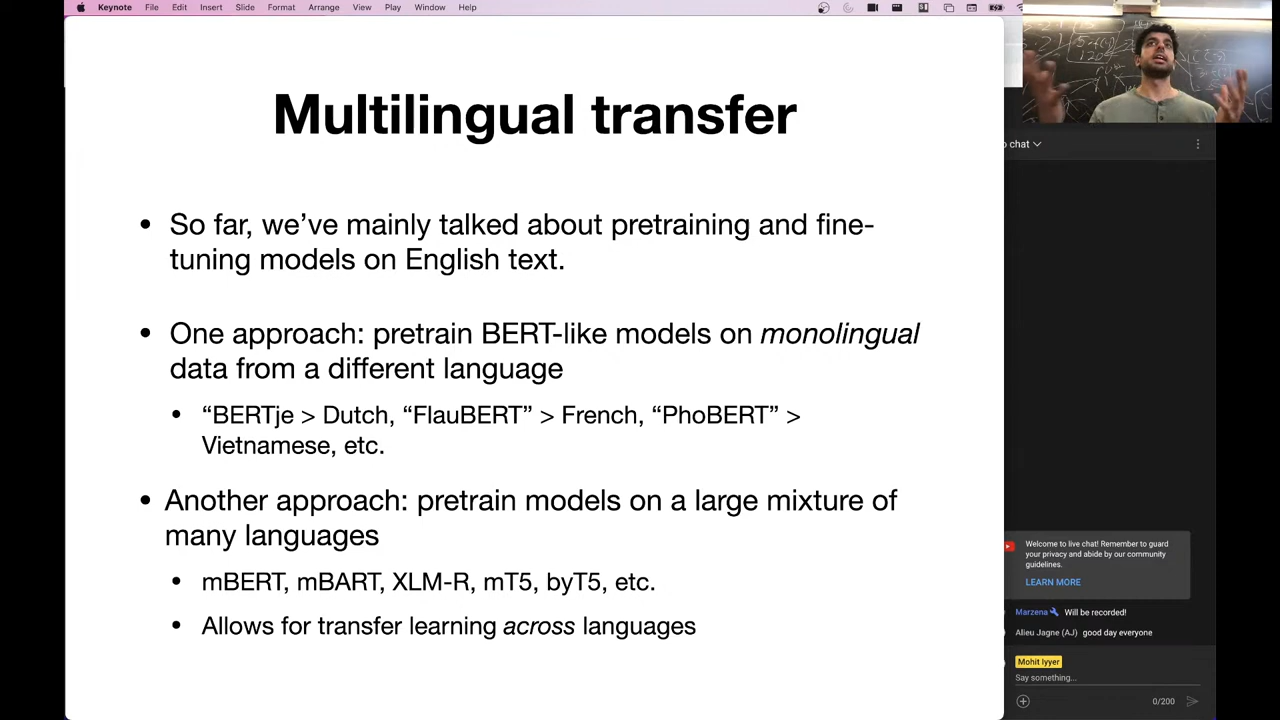 Keynote File Edit Insert Slide Format Arrange View Play Window Help
Multilingual transfer
• So far, we've mainly talked about pretraining and fine-
tuning models on English text.
• One approach: pretrain BERT-like models on monolingual
data from a different language
• “BERTje > Dutch, “FlauBERT” > French, “PhoBERT” >
Vietnamese, etc.
• Another approach: pretrain models on a large mixture of
many languages
• mBERT, mBART, XLM-R, mT5, byT5, etc.
• Allows for transfer learning across languages
chat
Welcome to live chat! Remember to guard
your privacy and abide by our community
guidelines.
LEARN MORE
Marzena Will be recorded!
Alieu Jagne (AJ) good day everyone
Mohit Iyyer
Say something...
0/200